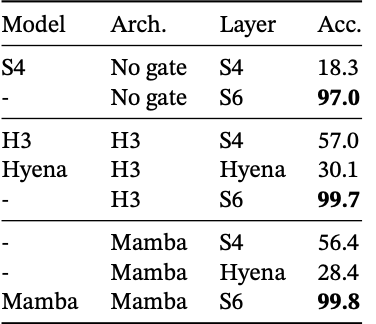 Model Arch. Layer Acc.
S4 No gate S4 18.3
- No gate S6 97.0
H3 H3 S4 57.0
Hyena H3 Hyena 30.1
- H3 S6 99.7
- Mamba S4 56.4
- Mamba Hyena 28.4
Mamba Mamba S6 99.8